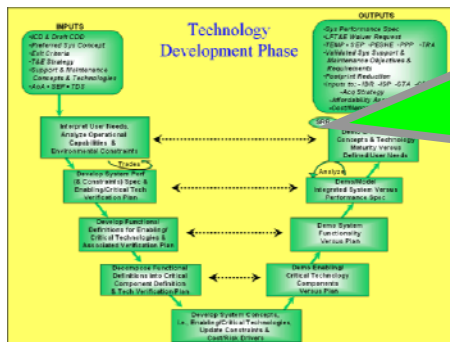 Technology
Development Phase
INPUTS
•ICD & Draft CDD
•Preferred Sys Concept
•Exit Criteria
•T&E Strategy
•Support & Maintenance
Concepts & Technologies
•AoA •SEP •TDS
OUTPUTS
•Sys Performance Spec
•LFT&E Waiver Request
•TEMP •SEP •PESHE •PPP •TRA
•Validated Sys Support &
Maintenance Objectives &
Requirements
•Footprint Reduction
•Inputs to: -IBR -ISP -STA
-Acq Strategy
-Affordability
Interpret User Needs,
Analyze Operational
Capabilities &
Environmental Constraints
Trades
Develop System Perf
(& Constraints) Spec &
Enabling/Critical Tech
Verification Plan
Develop Functional
Definitions for Enabling/
Critical Technologies &
Associated Verification Plan
Decompose Functional
Definitions into Critical
Component Definition
& Tech Verification Plan
Develop System Concepts,
i.e., Enabling/Critical Technologies,
Update Constraints &
Cost/Risk Drivers
Demo Enabling/
Critical Technology
Components
Versus Plan
Demo System
Functionality
Versus Plan
Demo/Model
Integrated System Versus
Performance Spec
Concepts & Technology
Maturity Versus
Defined User Needs
SRR